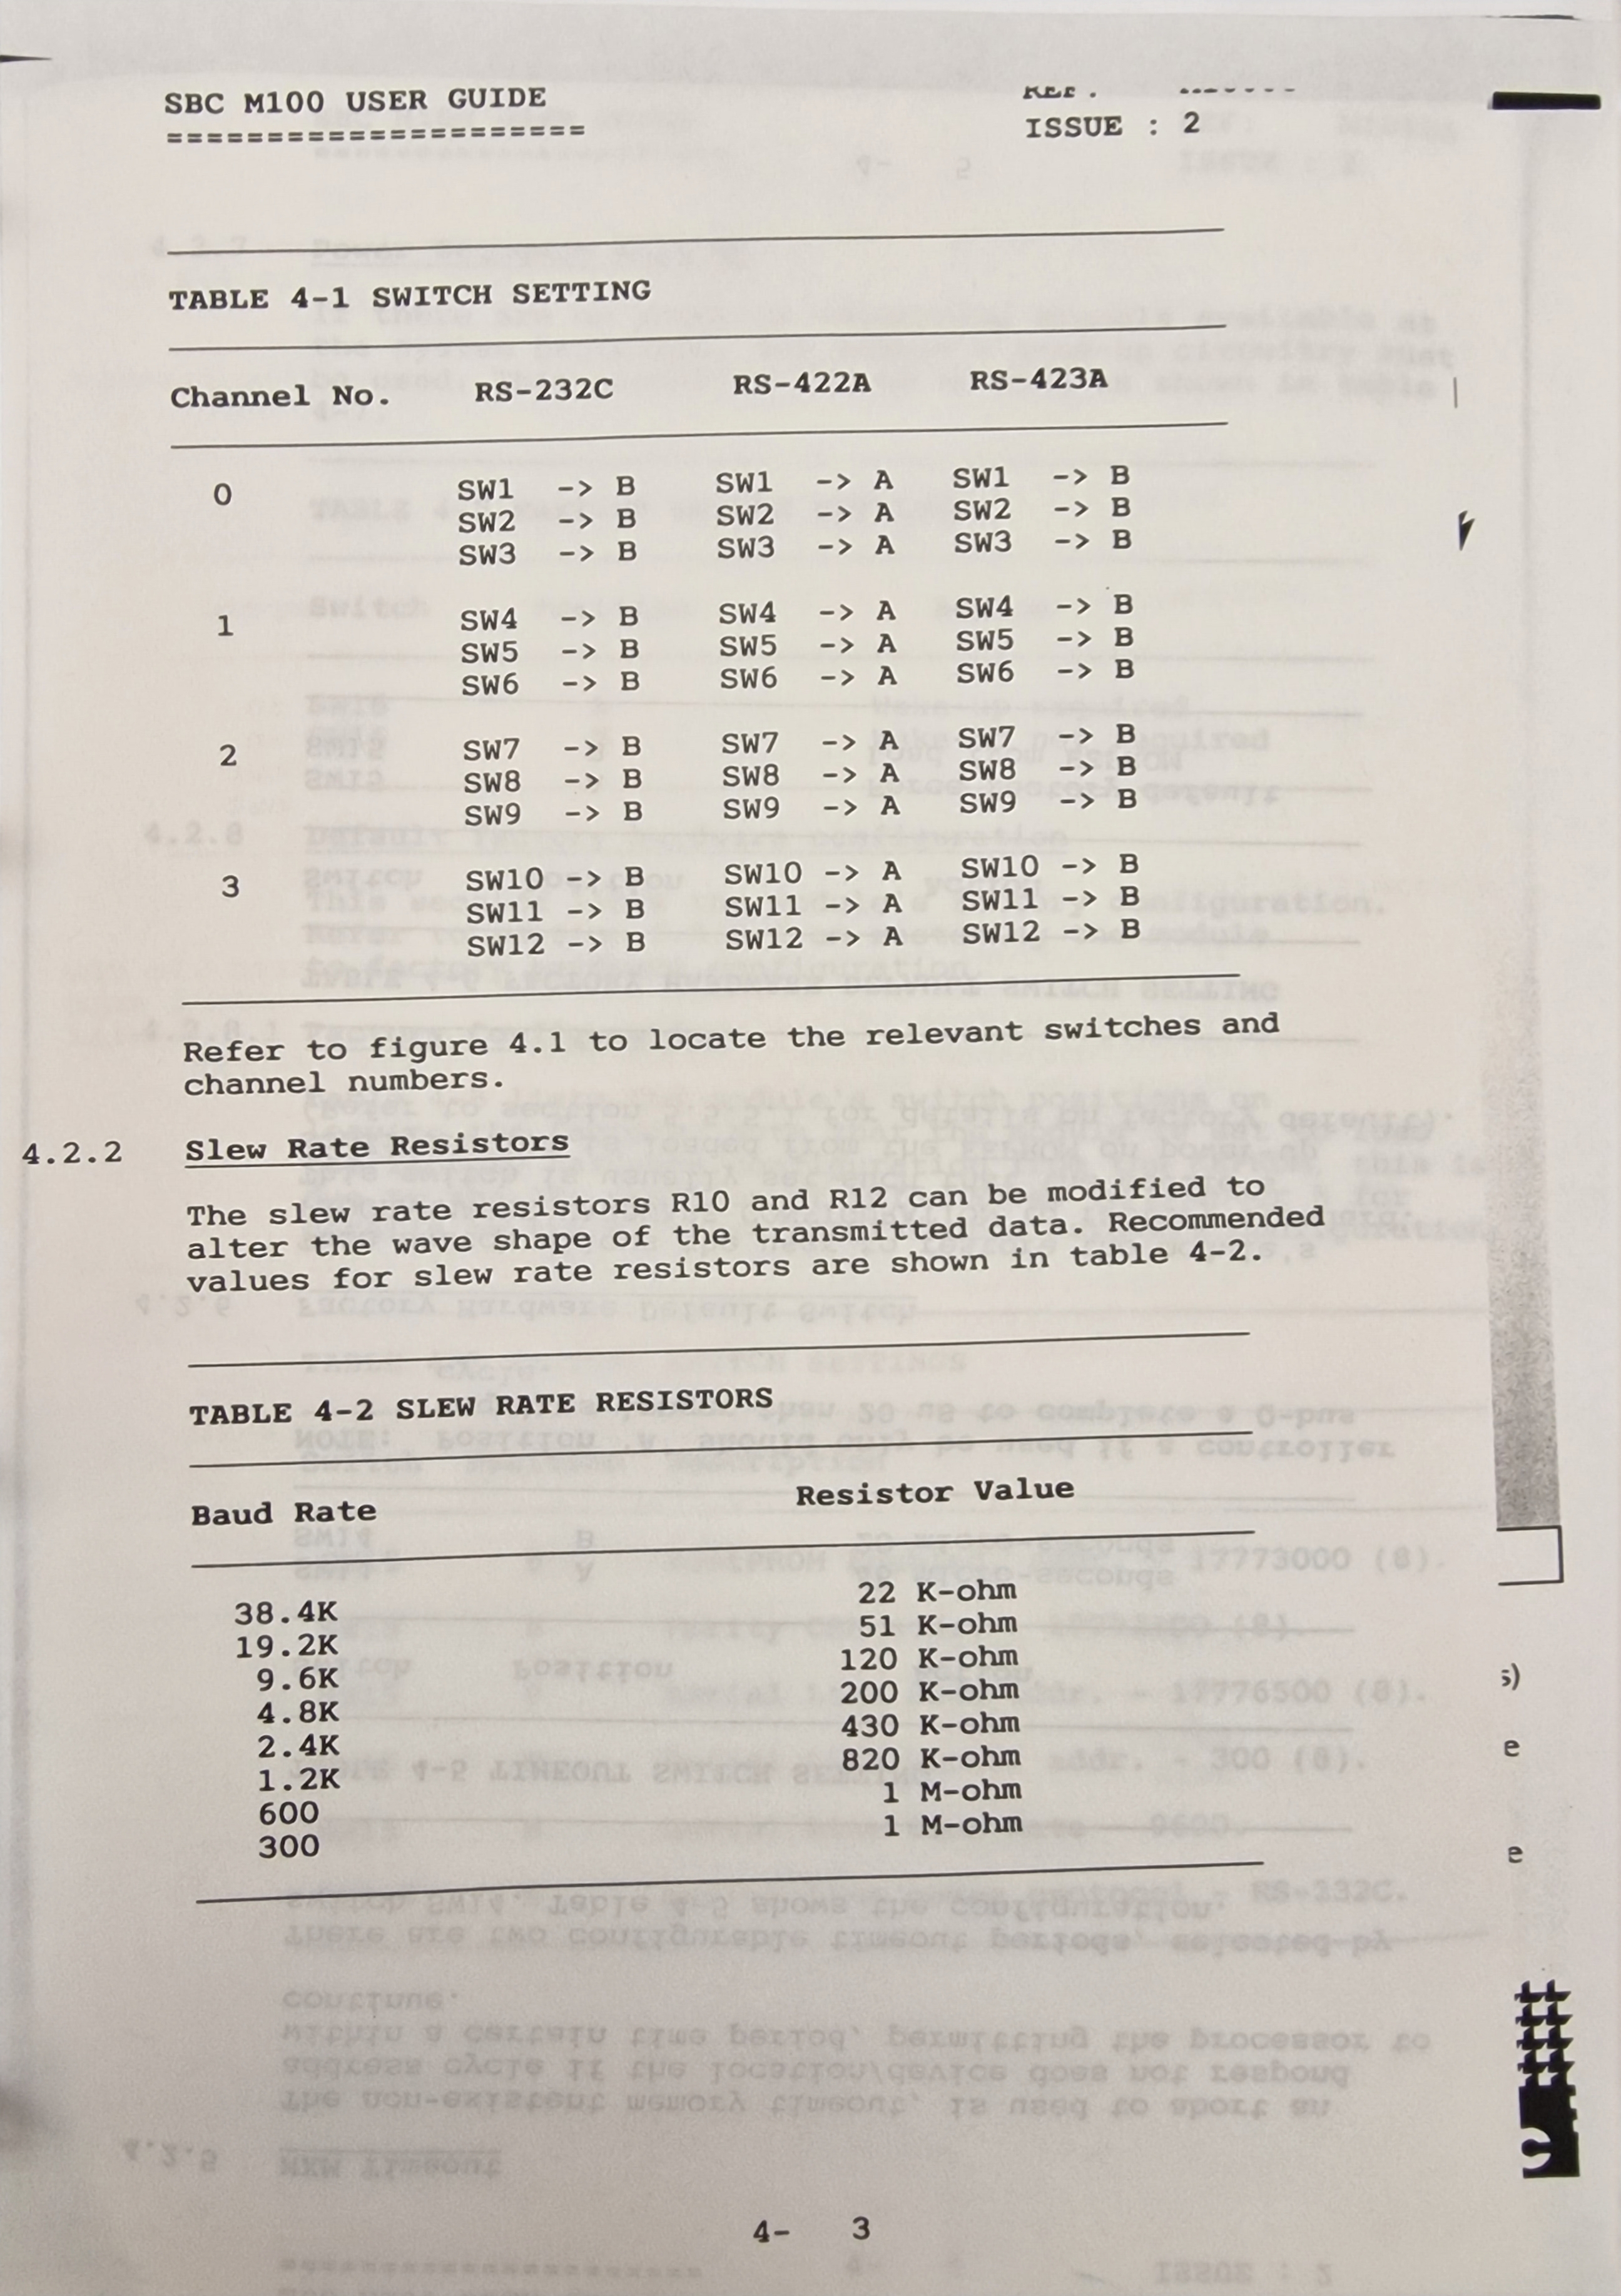 SBC M100 USER GUIDE
=====================
ISSUE : 2
TABLE 4-1 SWITCH SETTING
Channel No. RS-232C RS-422A RS-423A
0 SW1 -> B SW1 -> A SW1 -> B
SW2 -> B SW2 -> A SW2 -> B
SW3 -> B SW3 -> A SW3 -> B
1 SW4 -> B SW4 -> A SW4 -> B
SW5 -> B SW5 -> A SW5 -> B
SW6 -> B SW6 -> A SW6 -> B
2 SW7 -> B SW7 -> A SW7 -> B
SW8 -> B SW8 -> A SW8 -> B
SW9 -> B SW9 -> A SW9 -> B
3 SW10 -> B SW10 -> A SW10 -> B
SW11 -> B SW11 -> A SW11 -> B
SW12 -> B SW12 -> A SW12 -> B
Refer to figure 4.1 to locate the relevant switches and
channel numbers.
4.2.2 Slew Rate Resistors
The slew rate resistors R10 and R12 can be modified to
alter the wave shape of the transmitted data. Recommended
values for slew rate resistors are shown in table 4-2.
TABLE 4-2 SLEW RATE RESISTORS
Baud Rate Resistor Value
38.4K 22 K-ohm
19.2K 51 K-ohm
9.6K 120 K-ohm
4.8K 200 K-ohm
2.4K 430 K-ohm
1.2K 820 K-ohm
600 1 M-ohm
300 1 M-ohm
s)
e
e
4- 3